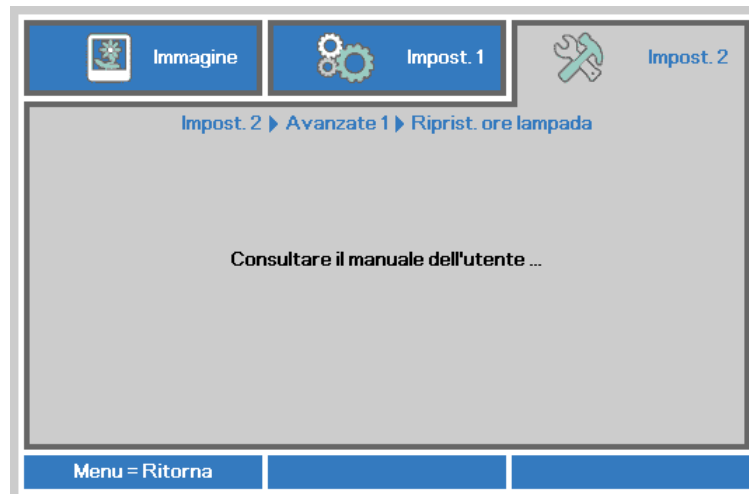 Immagine
Impost. 1
Impost. 2
Impost. 2 ▶ Avanzate 1 ▶ Riprist. ore lampada
Consultare il manuale dell'utente ...
Menu = Ritorna